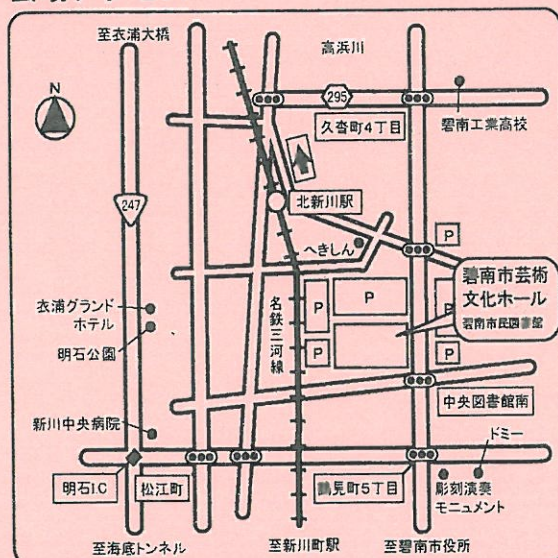 至衣浦大橋
高浜川
N
295
久沓町4丁目
碧南工業高校
247
北新川駅
へきしん
P
碧南市芸術
文化ホール
碧南市民図書館
P
P
P
P
P
衣浦グランド
ホテル
明石公園
名鉄三河線
新川中央病院
中央図書館南
ドミー
明石I.C
松江町
鶴見町5丁目
彫刻演奏
モニュメント
至海底トンネル
至新川町駅
至碧南市役所